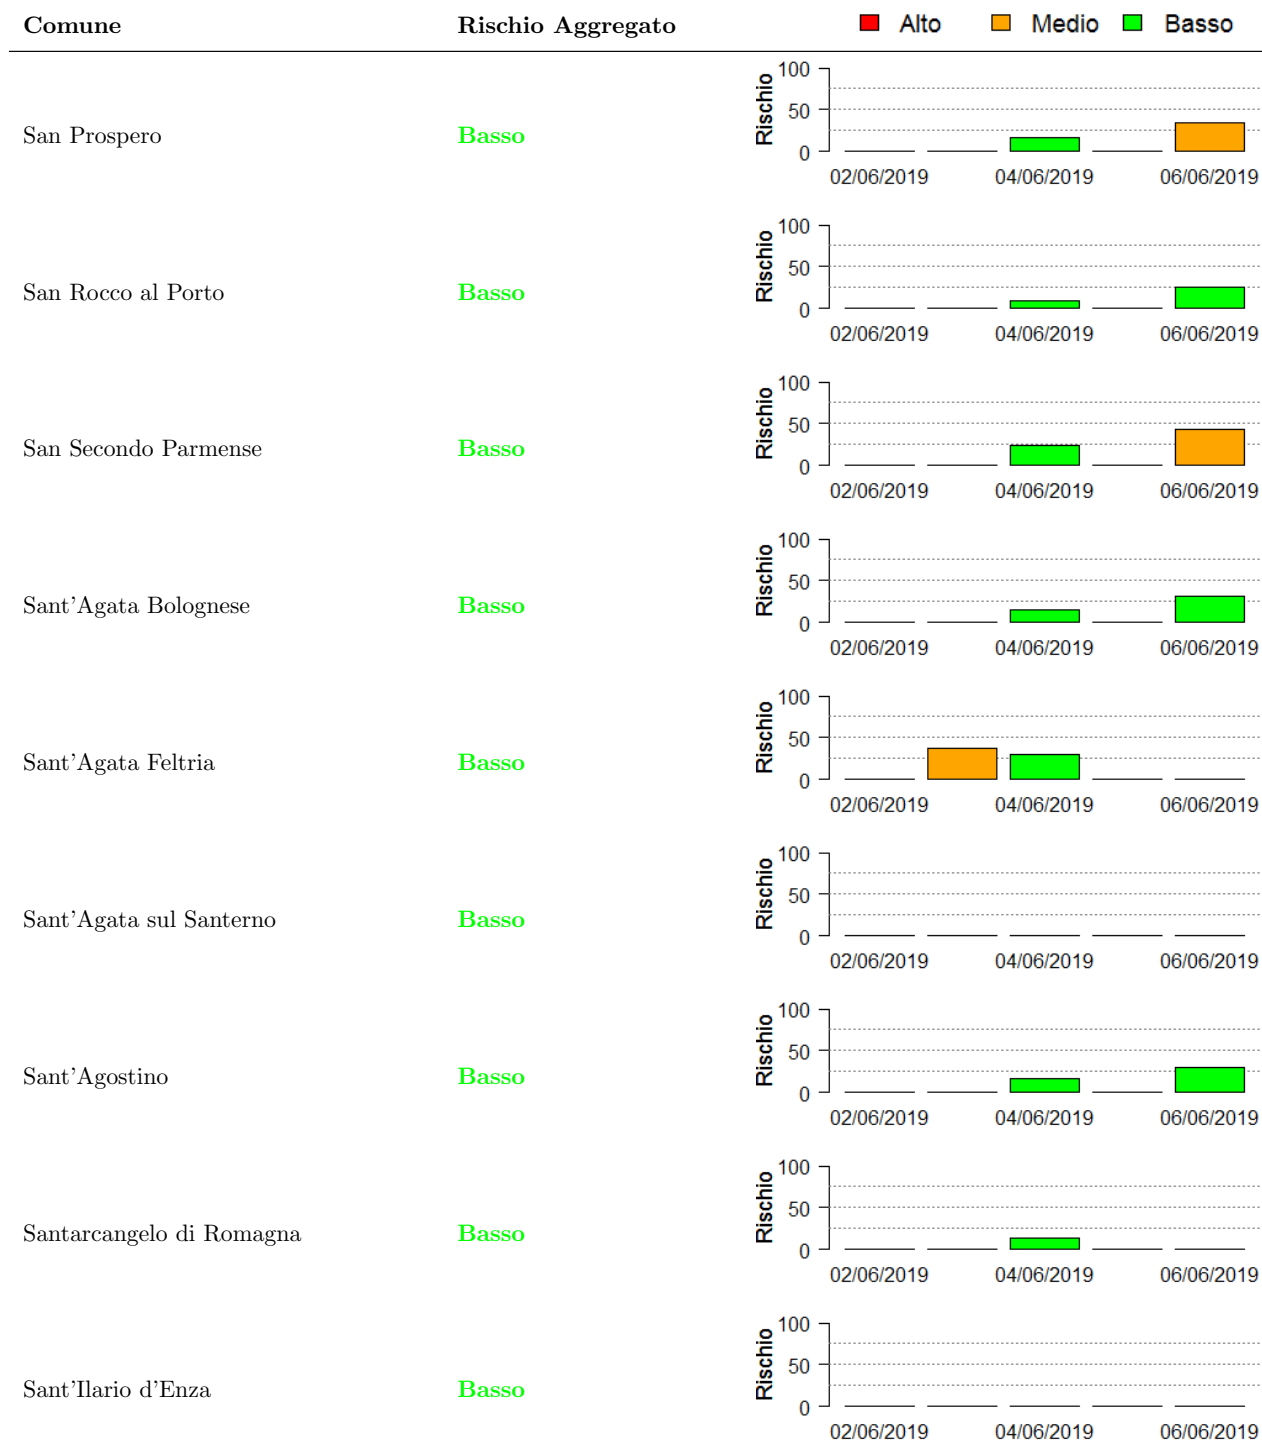 Comune Rischio Aggregato Alto Medio Basso
San Prospero Basso
Rischio
100
50
0
02/06/2019 04/06/2019 06/06/2019
San Rocco al Porto Basso
Rischio
100
50
0
02/06/2019 04/06/2019 06/06/2019
San Secondo Parmense Basso
Rischio
100
50
0
02/06/2019 04/06/2019 06/06/2019
Sant'Agata Bolognese Basso
Rischio
100
50
0
02/06/2019 04/06/2019 06/06/2019
Sant'Agata Feltria Basso
Rischio
100
50
0
02/06/2019 04/06/2019 06/06/2019
Sant'Agata sul Santerno Basso
Rischio
100
50
0
02/06/2019 04/06/2019 06/06/2019
Sant'Agostino Basso
Rischio
100
50
0
02/06/2019 04/06/2019 06/06/2019
Santarcangelo di Romagna Basso
Rischio
100
50
0
02/06/2019 04/06/2019 06/06/2019
Sant'Ilario d'Enza Basso
Rischio
100
50
0
02/06/2019 04/06/2019 06/06/2019